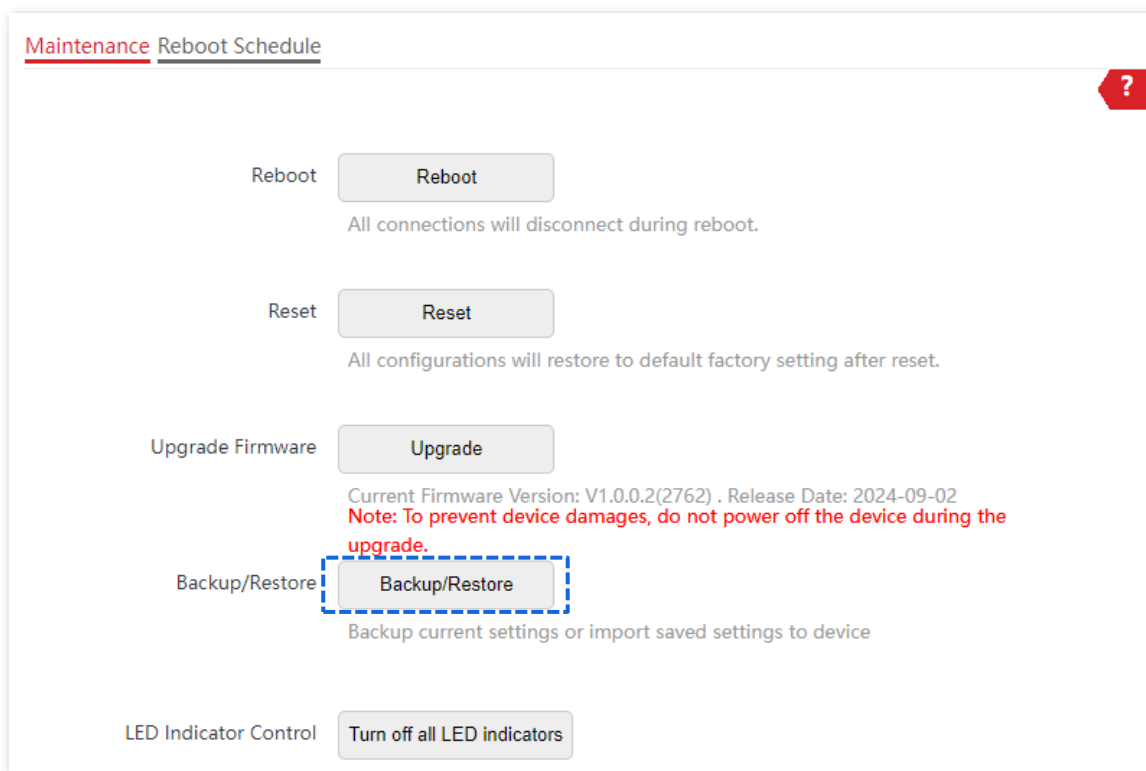 Maintenance Reboot Schedule
?
Reboot Reboot
All connections will disconnect during reboot.
Reset Reset
All configurations will restore to default factory setting after reset.
Upgrade Firmware Upgrade
Current Firmware Version: V1.0.0.2(2762) . Release Date: 2024-09-02
Note: To prevent device damages, do not power off the device during the
upgrade.
Backup/Restore Backup/Restore
Backup current settings or import saved settings to device
LED Indicator Control Turn off all LED indicators